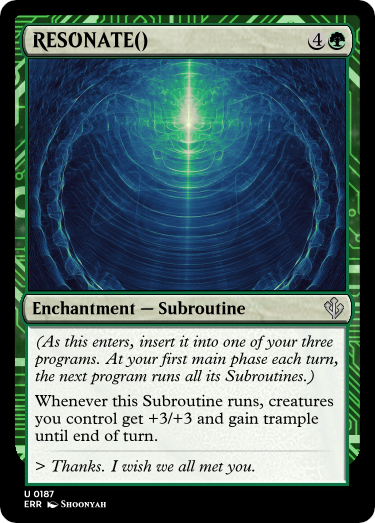 RESONATE()
4
Enchantment — Subroutine
(As this enters, insert it into one of your three
programs. At your first main phase each turn,
the next program runs all its Subroutines.)
Whenever this Subroutine runs, creatures
you control get +3/+3 and gain trample
until end of turn.
> Thanks. I wish we all met you.
U 0187
ERR Shoonyah